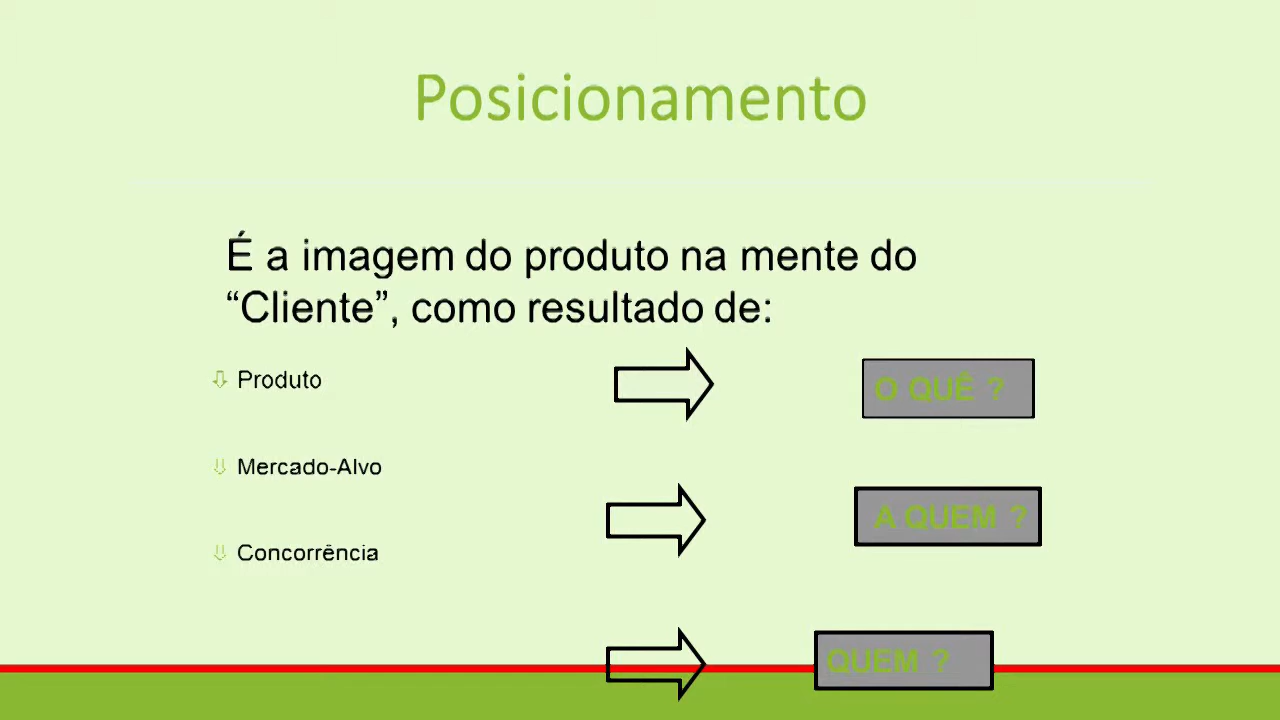 Posicionamento
É a imagem do produto na mente do
“Cliente”, como resultado de:
Produto
O QUÊ ?
Mercado-Alvo
A QUEM ?
Concorrência
QUEM ?